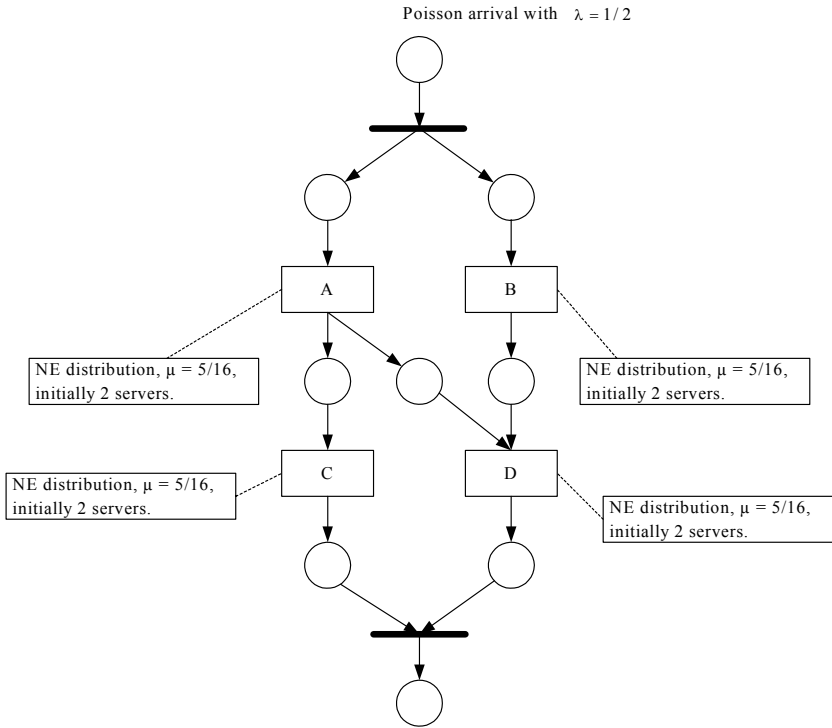 Poisson arrival with λ = 1/2
A
B
NE distribution, μ = 5/16,
initially 2 servers.
NE distribution, μ = 5/16,
initially 2 servers.
C
D
NE distribution, μ = 5/16,
initially 2 servers.
NE distribution, μ = 5/16,
initially 2 servers.